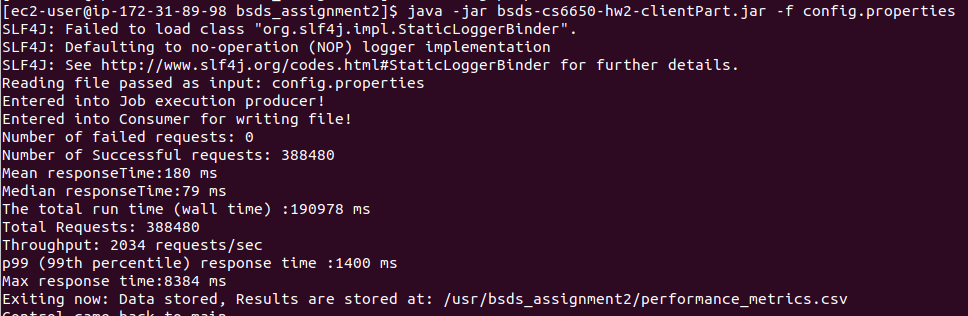 [ec2-user@ip-172-31-89-98 bsds_assignment2]$ java -jar bsds-cs6650-hw2-clientPart.jar -f config.properties
SLF4J: Failed to load class "org.slf4j.impl.StaticLoggerBinder".
SLF4J: Defaulting to no-operation (NOP) logger implementation
SLF4J: See http://www.slf4j.org/codes.html#StaticLoggerBinder for further details.
Reading file passed as input: config.properties
Entered into Job execution producer!
Entered into Consumer for writing file!
Number of failed requests: 0
Number of Successful requests: 388480
Mean responseTime:180 ms
Median responseTime:79 ms
The total run time (wall time) :190978 ms
Total Requests: 388480
Throughput: 2034 requests/sec
p99 (99th percentile) response time :1400 ms
Max response time:8384 ms
Exiting now: Data stored, Results are stored at: /usr/bsds_assignment2/performance_metrics.csv
Control came back to main